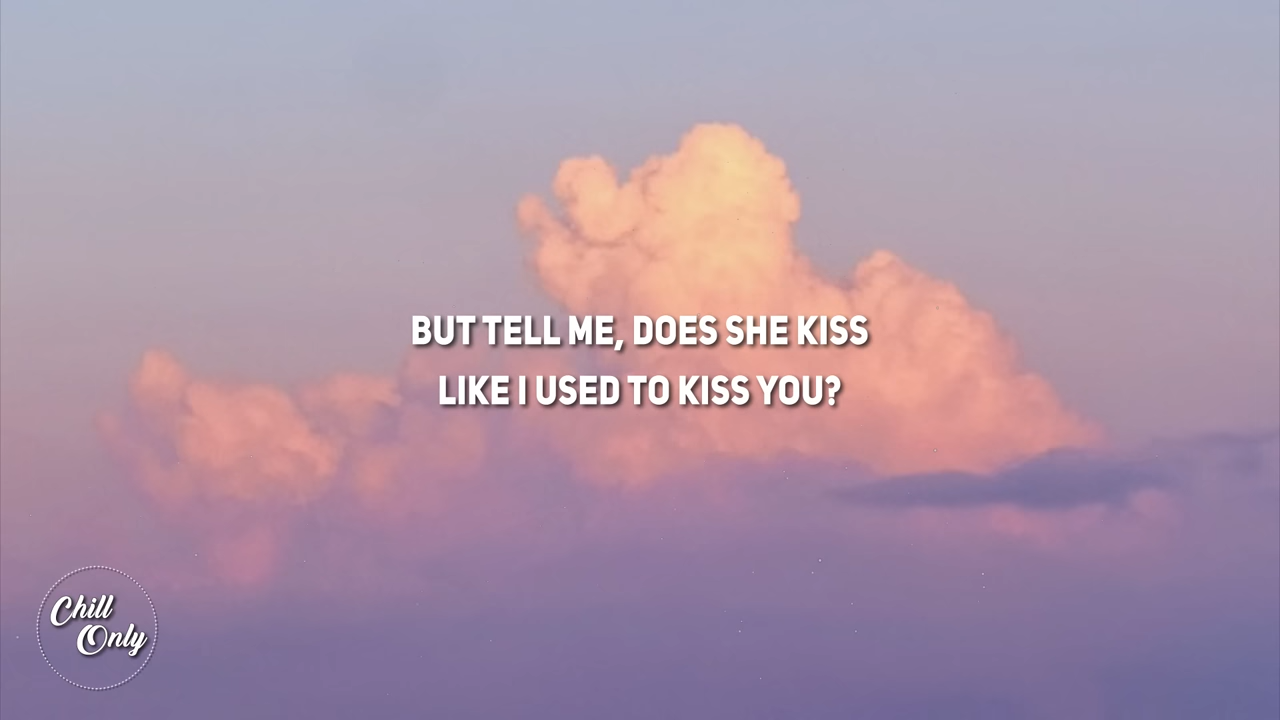 BUT TELL ME, DOES SHE KISS
LIKE I USED TO KISS YOU?
Chill
Only